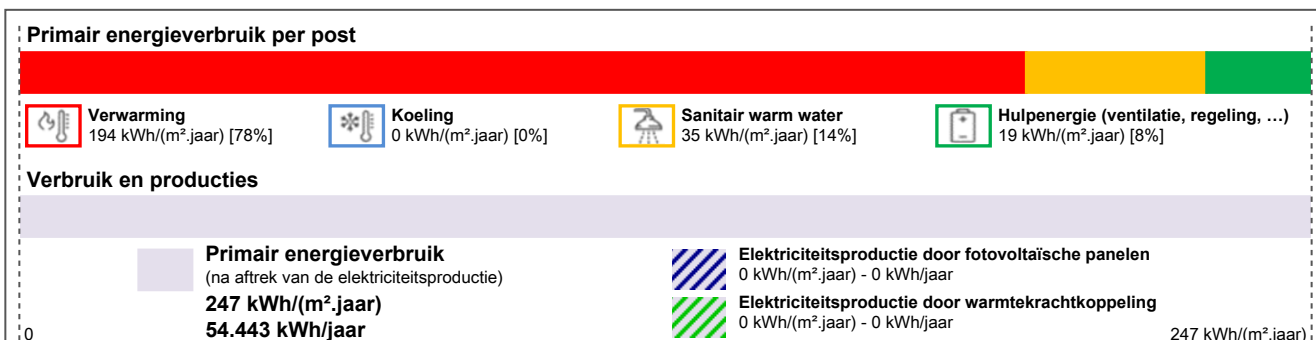 Primair energieverbruik per post
Verwarming
194 kWh/(m².jaar) [78%]
Koeling
0 kWh/(m².jaar) [0%]
Sanitair warm water
35 kWh/(m².jaar) [14%]
Hulpenergie (ventilatie, regeling, …)
19 kWh/(m².jaar) [8%]
Verbruik en producties
Primair energieverbruik
(na aftrek van de elektriciteitsproductie)
247 kWh/(m².jaar)
54.443 kWh/jaar
Elektriciteitsproductie door fotovoltaïsche panelen
0 kWh/(m².jaar) - 0 kWh/jaar
Elektriciteitsproductie door warmtekrachtkoppeling
0 kWh/(m².jaar) - 0 kWh/jaar
0
247 kWh/(m².jaar)